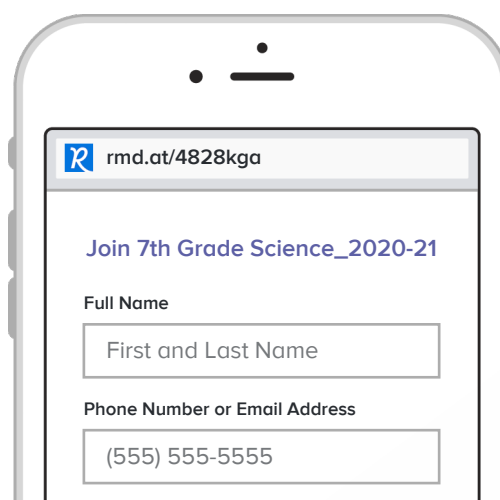 rmd.at/4828kga
Join 7th Grade Science_2020-21
Full Name
First and Last Name
Phone Number or Email Address
(555) 555-5555